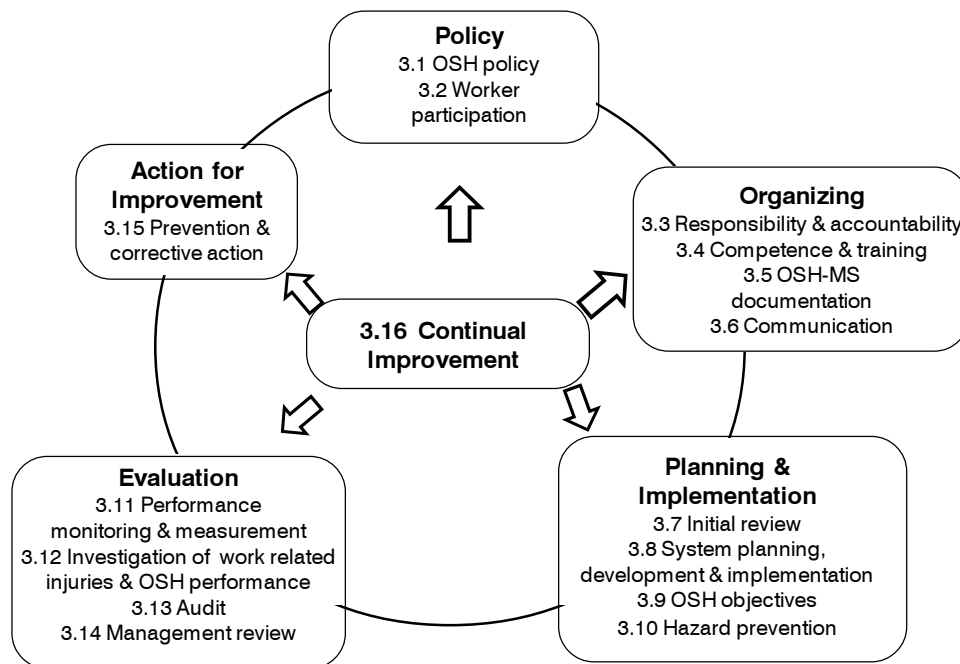 Policy
3.1 OSH policy
3.2 Worker
participation
Action for
Improvement
3.15 Prevention &
corrective action
Organizing
3.3 Responsibility & accountability
3.4 Competence & training
3.5 OSH-MS
documentation
3.6 Communication
3.16 Continual
Improvement
Evaluation
3.11 Performance
monitoring & measurement
3.12 Investigation of work related
injuries & OSH performance
3.13 Audit
3.14 Management review
Planning &
Implementation
3.7 Initial review
3.8 System planning,
development & implementation
3.9 OSH objectives
3.10 Hazard prevention